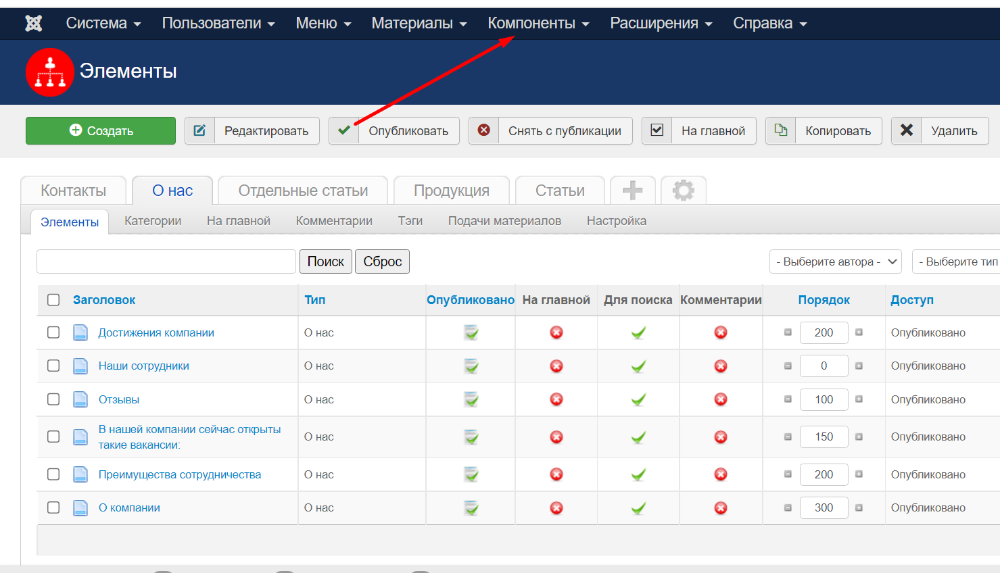 Система Пользователи Меню Материалы Компоненты Расширения Справка
Элементы
Создать Редактировать Опубликовать Снять с публикации На главной Копировать Удалить
Контакты О нас Отдельные статьи Продукция Статьи
Элементы Категории На главной Комментарии Тэги Подачи материалов Настройка
Поиск Сброс - Выберите автора - - Выберите тип
Заголовок Тип Опубликовано На главной Для поиска Комментарии Порядок Доступ
Достижения компании О нас 200 Опубликовано
Наши сотрудники О нас 0 Опубликовано
Отзывы О нас 100 Опубликовано
В нашей компании сейчас открыты
такие вакансии: О нас 150 Опубликовано
Преимущества сотрудничества О нас 200 Опубликовано
О компании О нас 300 Опубликовано